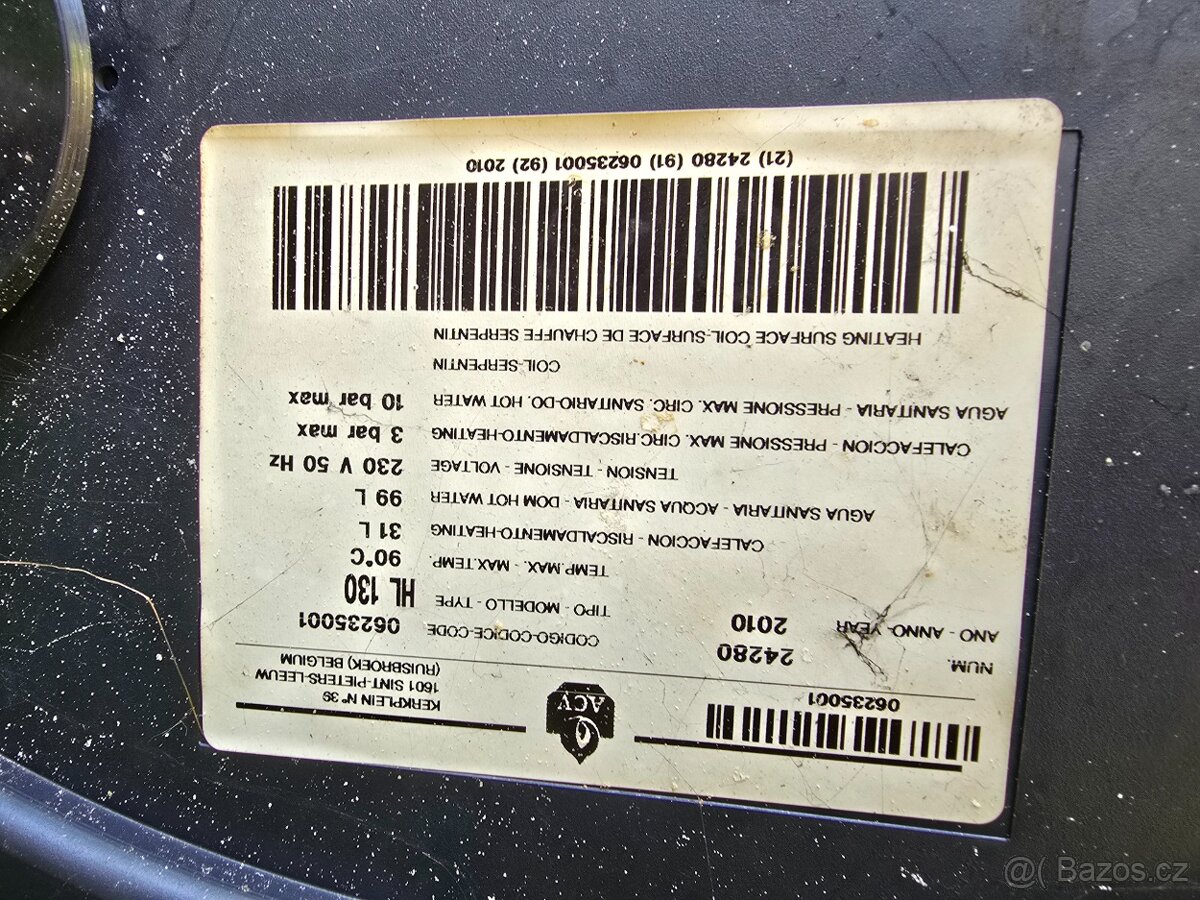 06235001
ACV
KERKPLEIN N° 39
1601 SINT-PIETERS-LEEUW
(RUISBROEK) BELGIUM
NUM. 24280
CODIGO-CODICE-CODE 06235001
ANO - ANNO -YEAR 2010
TIPO - MODELLO - TYPE HL 130
TEMP.MAX. - MAX.TEMP. 90°C
CALEFACCION - RISCALDAMENTO-HEATING 31 L
AGUA SANITARIA - ACQUA SANITARIA - DOM HOT WATER 99 L
TENSION - TENSIONE - VOLTAGE 230 V 50 Hz
CALEFACCION - PRESSIONE MAX. CIRC.RISCALDAMENTO-HEATING 3 bar max
AGUA SANITARIA - PRESSIONE MAX. CIRC. SANITARIO-DO. HOT WATER 10 bar max
COIL-SERPENTIN
HEATING SURFACE COIL-SURFACE DE CHAUFFE SERPENTIN
(21) 24280 (91) 06235001 (92) 2010
@( Bazos.cz